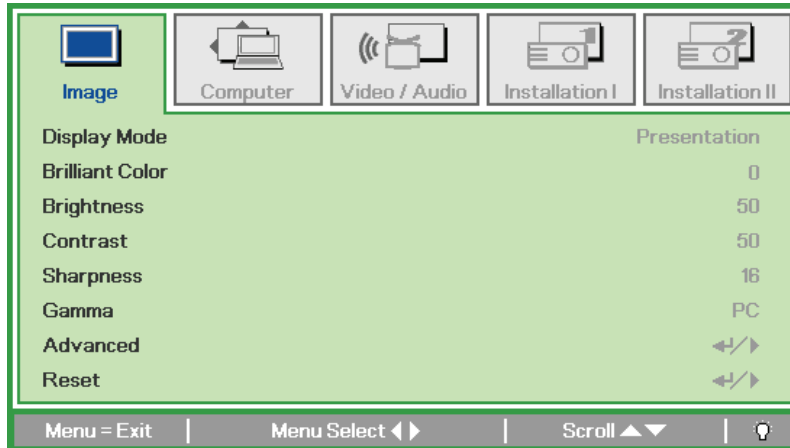 Image Computer Video / Audio Installation I Installation II
Display Mode Presentation
Brilliant Color 0
Brightness 50
Contrast 50
Sharpness 16
Gamma PC
Advanced
Reset
Menu = Exit Menu Select Scroll